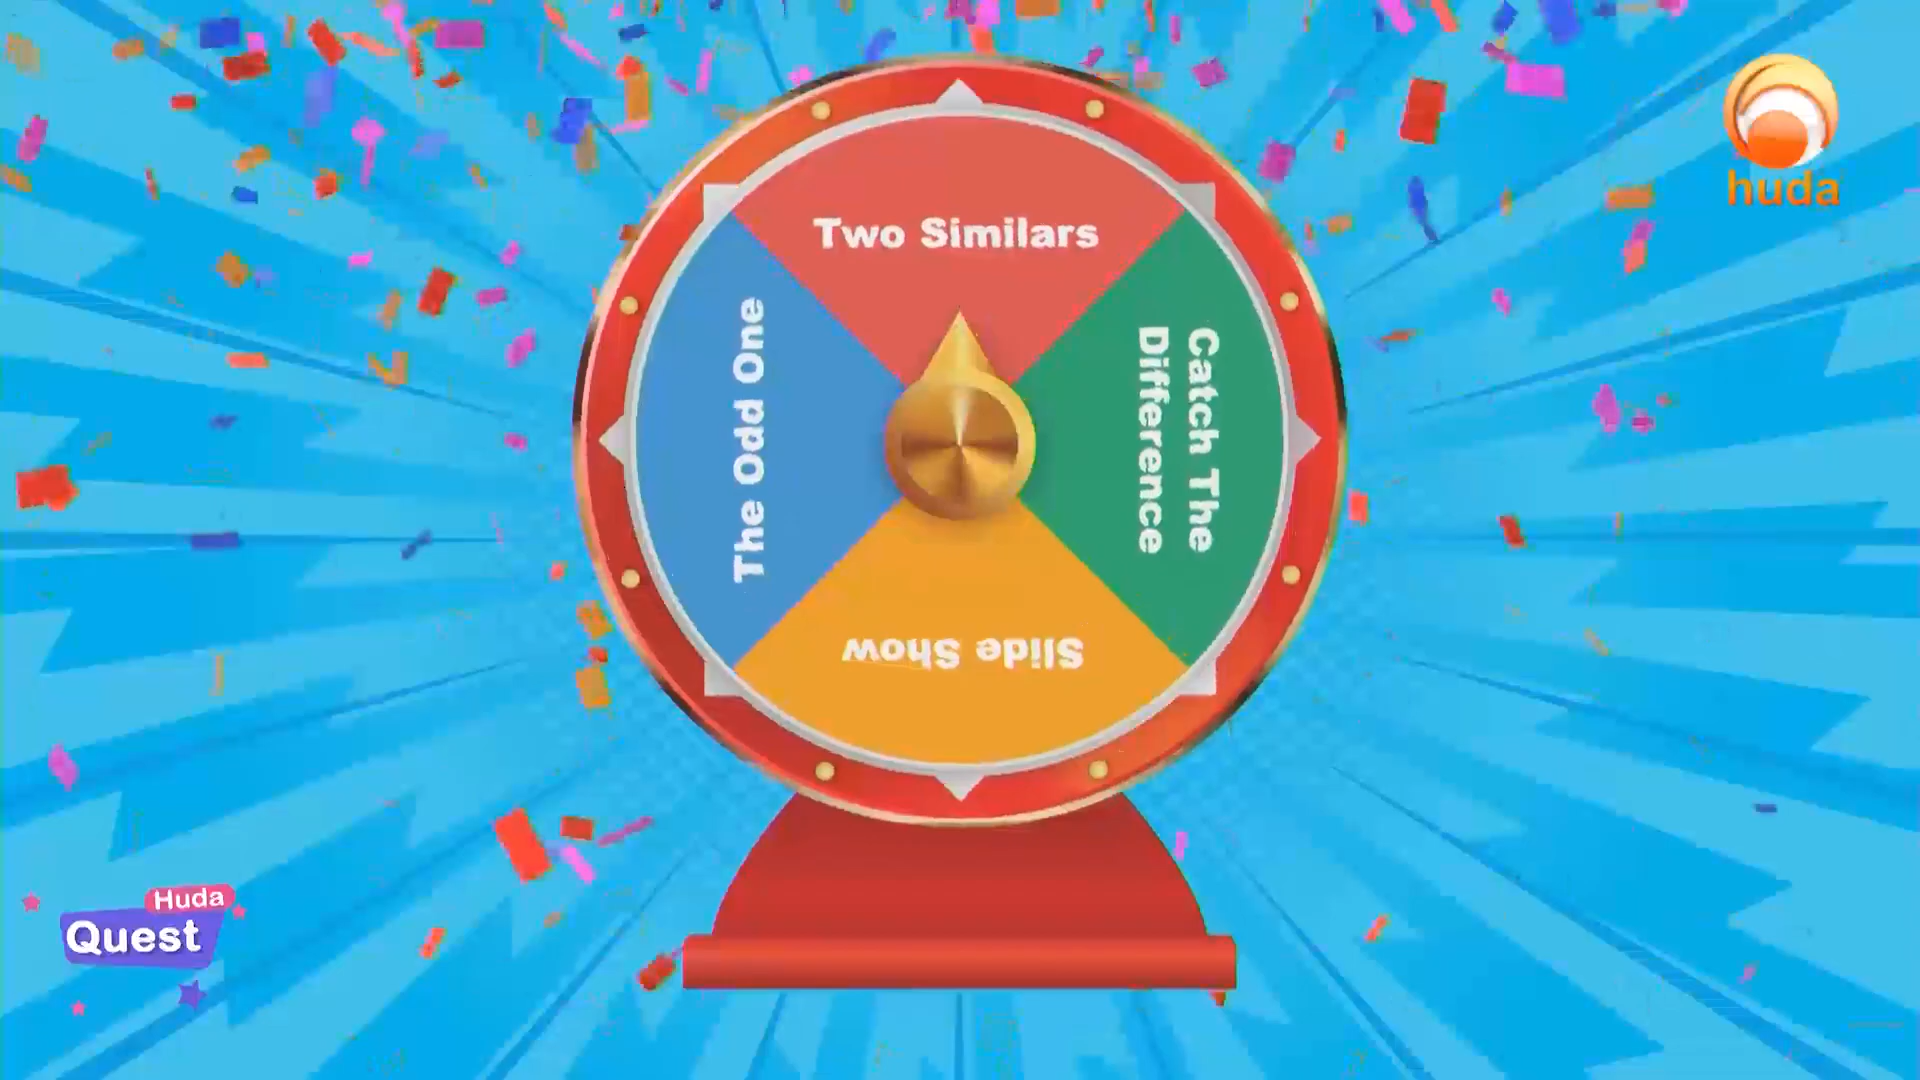 huda
Two Similars
The Odd One
Catch The
Difference
Slide Show
Huda
Quest